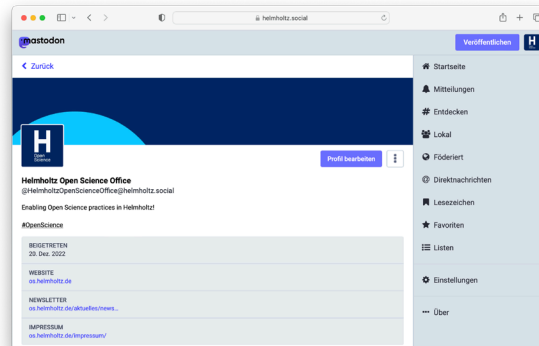 helmholtz.social
mastodon
Veröffentlichen
H
Zurück
Startseite
Mitteilungen
Entdecken
Lokal
Föderiert
Direktnachrichten
Lesezeichen
Favoriten
Listen
Einstellungen
Über
H
Open
Science
Profil bearbeiten
Helmholtz Open Science Office
@HelmholtzOpenScienceOffice@helmholtz.social
Enabling Open Science practices in Helmholtz!
#OpenScience
BEIGETRETEN
20. Dez. 2022
WEBSITE
os.helmholtz.de
NEWSLETTER
os.helmholtz.de/aktuelles/news...
IMPRESSUM
os.helmholtz.de/impressum/